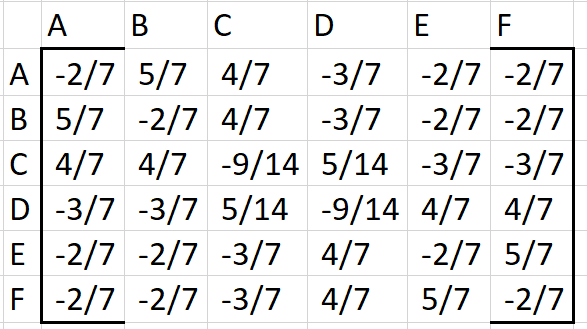 A B C D E F
A -2/7 5/7 4/7 -3/7 -2/7 -2/7
B 5/7 -2/7 4/7 -3/7 -2/7 -2/7
C 4/7 4/7 -9/14 5/14 -3/7 -3/7
D -3/7 -3/7 5/14 -9/14 4/7 4/7
E -2/7 -2/7 -3/7 4/7 -2/7 5/7
F -2/7 -2/7 -3/7 4/7 5/7 -2/7